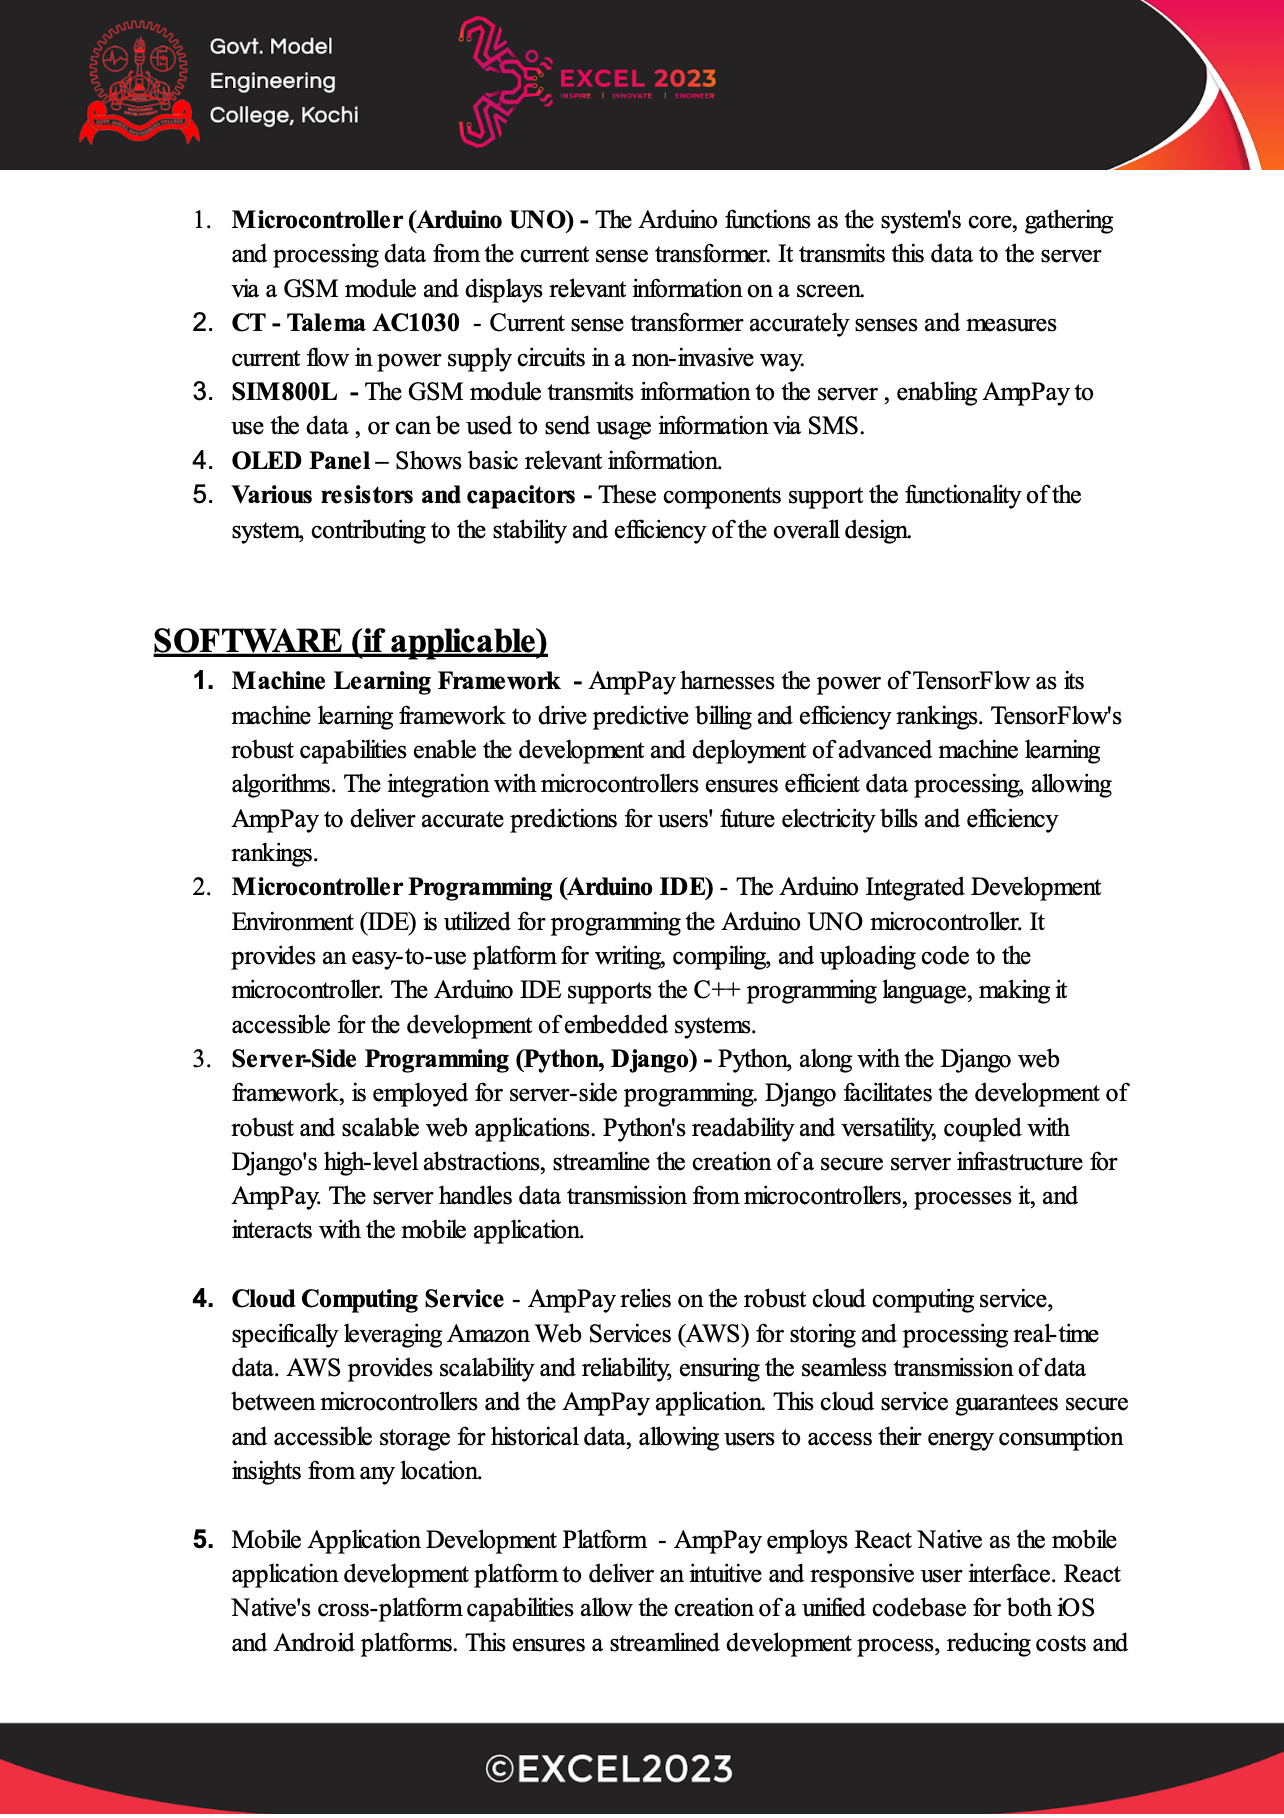 Govt. Model
Engineering
College, Kochi
EXCEL 2023
INSPIRE | INNOVATE | ENGINEER
1. Microcontroller (Arduino UNO) - The Arduino functions as the system's core, gathering
and processing data from the current sense transformer. It transmits this data to the server
via a GSM module and displays relevant information on a screen.
2. CT - Talema AC1030 - Current sense transformer accurately senses and measures
current flow in power supply circuits in a non-invasive way.
3. SIM800L - The GSM module transmits information to the server , enabling AmpPay to
use the data , or can be used to send usage information via SMS.
4. OLED Panel – Shows basic relevant information.
5. Various resistors and capacitors - These components support the functionality of the
system, contributing to the stability and efficiency of the overall design.
SOFTWARE (if applicable)
1. Machine Learning Framework - AmpPay harnesses the power of TensorFlow as its
machine learning framework to drive predictive billing and efficiency rankings. TensorFlow's
robust capabilities enable the development and deployment of advanced machine learning
algorithms. The integration with microcontrollers ensures efficient data processing, allowing
AmpPay to deliver accurate predictions for users' future electricity bills and efficiency
rankings.
2. Microcontroller Programming (Arduino IDE) - The Arduino Integrated Development
Environment (IDE) is utilized for programming the Arduino UNO microcontroller. It
provides an easy-to-use platform for writing, compiling, and uploading code to the
microcontroller. The Arduino IDE supports the C++ programming language, making it
accessible for the development of embedded systems.
3. Server-Side Programming (Python, Django) - Python, along with the Django web
framework, is employed for server-side programming. Django facilitates the development of
robust and scalable web applications. Python's readability and versatility, coupled with
Django's high-level abstractions, streamline the creation of a secure server infrastructure for
AmpPay. The server handles data transmission from microcontrollers, processes it, and
interacts with the mobile application.
4. Cloud Computing Service - AmpPay relies on the robust cloud computing service,
specifically leveraging Amazon Web Services (AWS) for storing and processing real-time
data. AWS provides scalability and reliability, ensuring the seamless transmission of data
between microcontrollers and the AmpPay application. This cloud service guarantees secure
and accessible storage for historical data, allowing users to access their energy consumption
insights from any location.
5. Mobile Application Development Platform - AmpPay employs React Native as the mobile
application development platform to deliver an intuitive and responsive user interface. React
Native's cross-platform capabilities allow the creation of a unified codebase for both iOS
and Android platforms. This ensures a streamlined development process, reducing costs and
©EXCEL2023